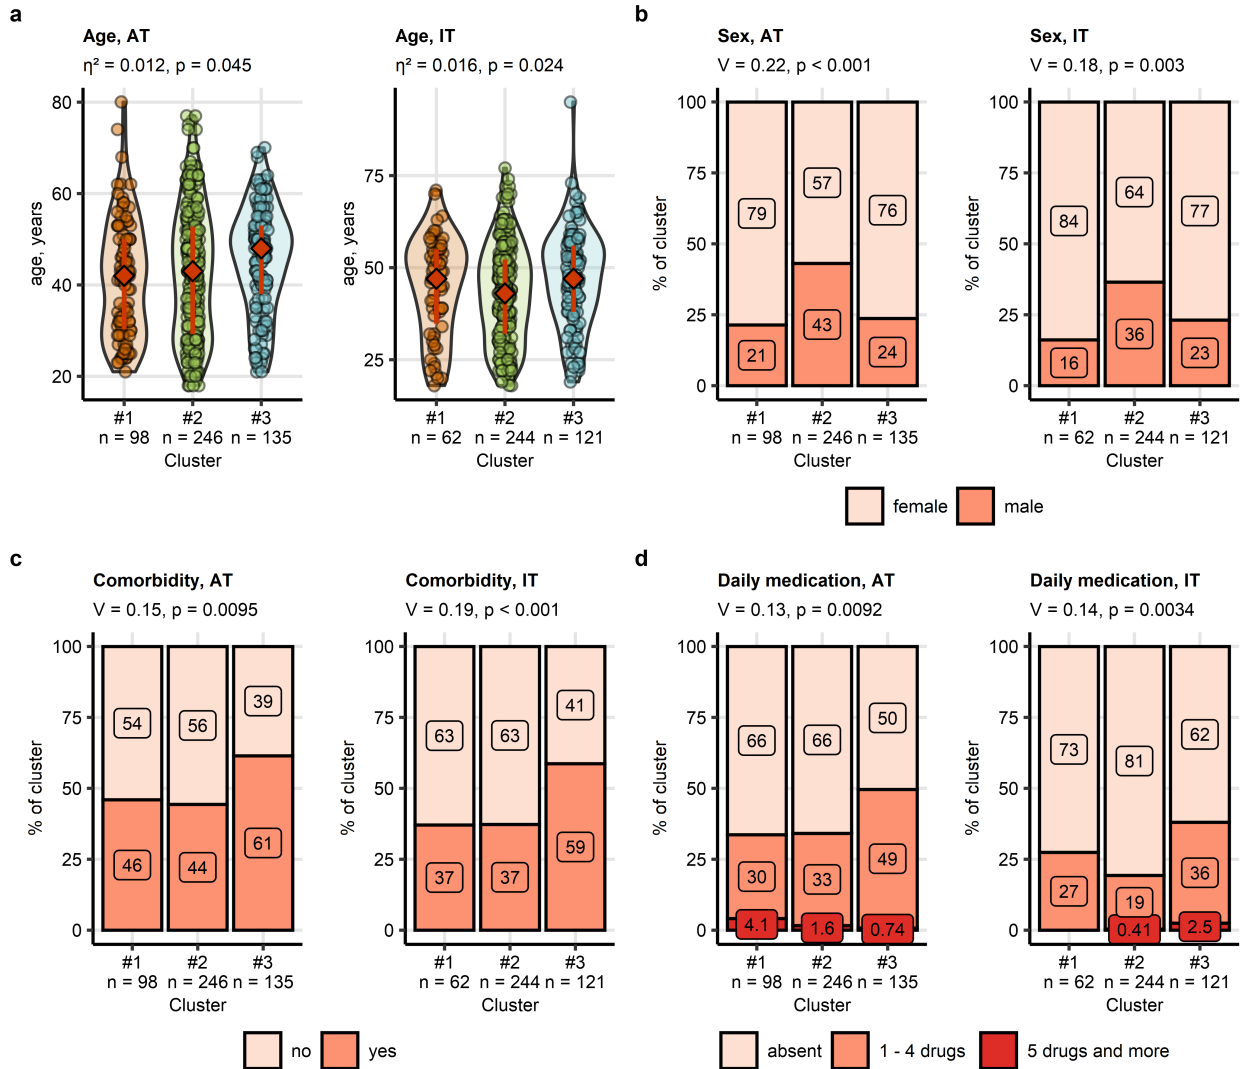 a
Age, AT
η² = 0.012, p = 0.045
age, years
80
60
40
20
#1 #2 #3
n = 98 n = 246 n = 135
Cluster
Age, IT
η² = 0.016, p = 0.024
age, years
75
50
25
#1 #2 #3
n = 62 n = 244 n = 121
Cluster
b
Sex, AT
V = 0.22, p < 0.001
% of cluster
100
75
50
25
0
79 57 76
21 43 24
#1 #2 #3
n = 98 n = 246 n = 135
Cluster
Sex, IT
V = 0.18, p = 0.003
% of cluster
100
75
50
25
0
84 64 77
16 36 23
#1 #2 #3
n = 62 n = 244 n = 121
Cluster
female male
c
Comorbidity, AT
V = 0.15, p = 0.0095
% of cluster
100
75
50
25
0
54 56 39
46 44 61
#1 #2 #3
n = 98 n = 246 n = 135
Cluster
Comorbidity, IT
V = 0.19, p < 0.001
% of cluster
100
75
50
25
0
63 63 41
37 37 59
#1 #2 #3
n = 62 n = 244 n = 121
Cluster
no yes
d
Daily medication, AT
V = 0.13, p = 0.0092
% of cluster
100
75
50
25
0
66 66 50
30 33 49
4.1 1.6 0.74
#1 #2 #3
n = 98 n = 246 n = 135
Cluster
Daily medication, IT
V = 0.14, p = 0.0034
% of cluster
100
75
50
25
0
73 81 62
27 19 36
0.41 2.5
#1 #2 #3
n = 62 n = 244 n = 121
Cluster
absent 1 - 4 drugs 5 drugs and more